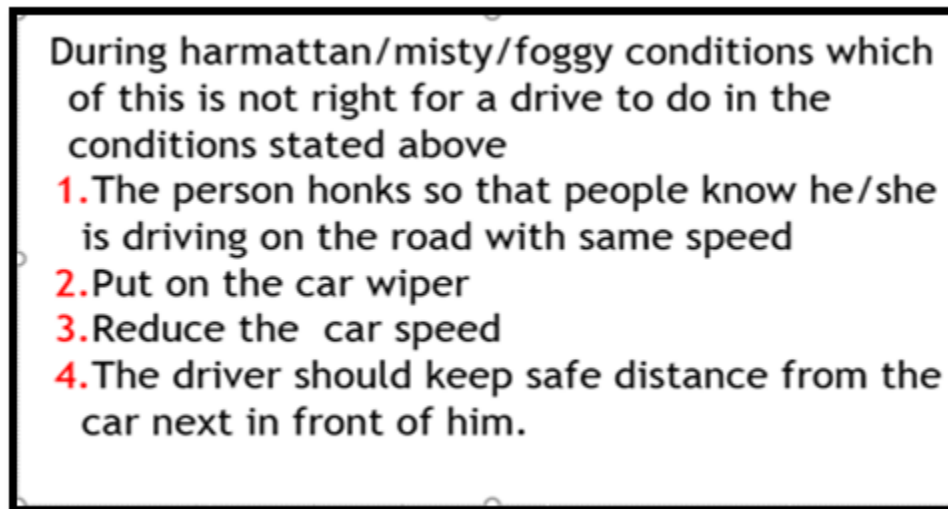 During harmattan/misty/foggy conditions which
of this is not right for a drive to do in the
conditions stated above
1.The person honks so that people know he/she
is driving on the road with same speed
2.Put on the car wiper
3.Reduce the car speed
4.The driver should keep safe distance from the
car next in front of him.